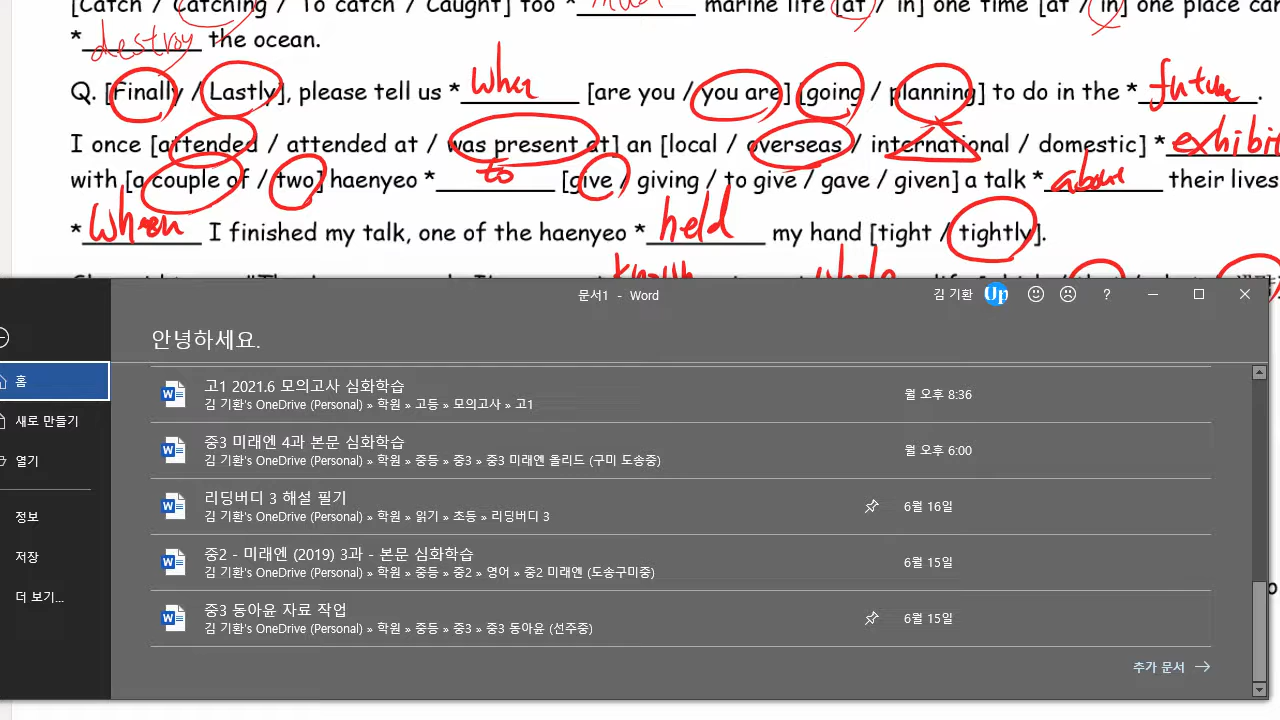 [Catch / Catching / To catch / Caught] too * marine life [at / in] one time [at / in] one place can
* destroy the ocean.
Q. [Finally / Lastly], please tell us * [are you / you are] [going / planning] to do in the * future.
I once [attended / attended at / was present at] an [local / overseas / international / domestic] * exhibi
with [a couple of / two] haenyeo * to [give / giving / to give / gave / given] a talk * about their lives
* When I finished my talk, one of the haenyeo * held my hand [tight / tightly].
문서1 - Word
김 기환
Up
?
안녕하세요.
홈
새로 만들기
열기
정보
저장
더 보기...
고1 2021.6 모의고사 심화학습
김 기환's OneDrive (Personal) » 학원 » 고등 » 모의고사 » 고1
월 오후 8:36
중3 미래엔 4과 본문 심화학습
김 기환's OneDrive (Personal) » 학원 » 중등 » 중3 » 중3 미래엔 올리드 (구미 도송중)
월 오후 6:00
리딩버디 3 해설 필기
김 기환's OneDrive (Personal) » 학원 » 읽기 » 초등 » 리딩버디 3
6월 16일
중2 - 미래엔 (2019) 3과 - 본문 심화학습
김 기환's OneDrive (Personal) » 학원 » 중등 » 중2 » 영어 » 중2 미래엔 (도송구미중)
6월 15일
중3 동아윤 자료 작업
김 기환's OneDrive (Personal) » 학원 » 중등 » 중3 » 중3 동아윤 (선주중)
6월 15일
추가 문서